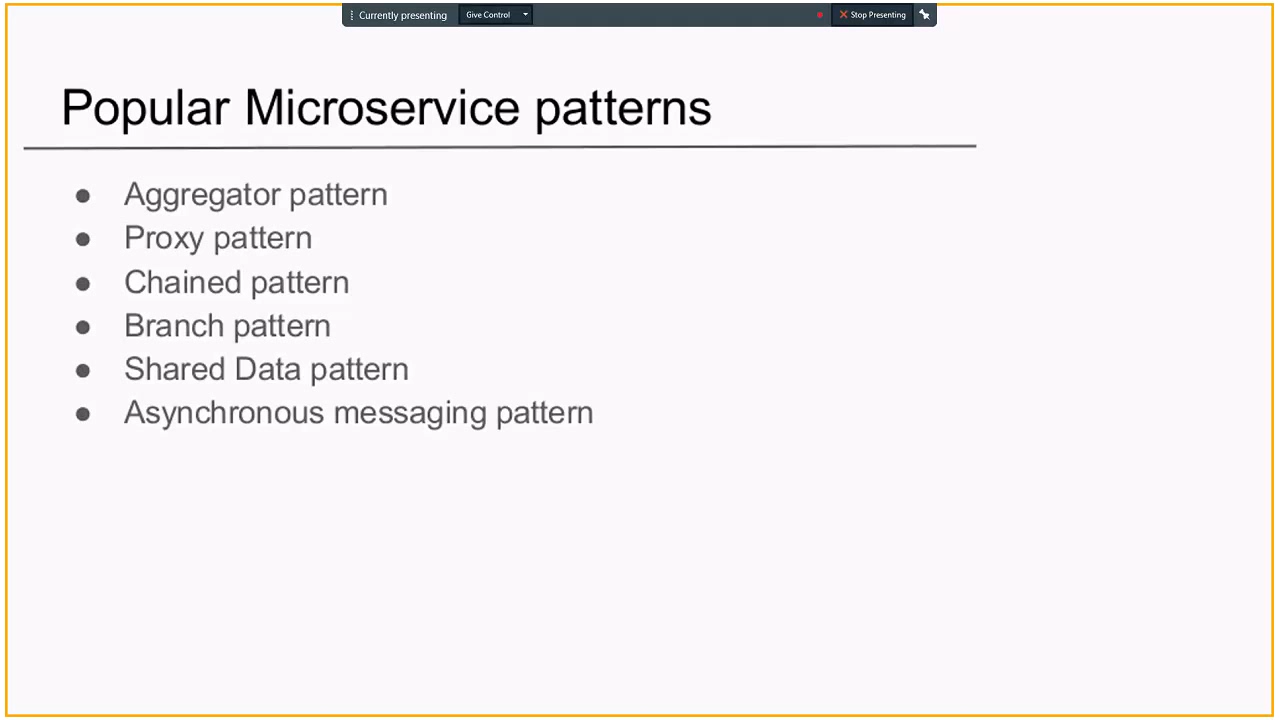 Currently presenting Give Control Stop Presenting
Popular Microservice patterns
● Aggregator pattern
● Proxy pattern
● Chained pattern
● Branch pattern
● Shared Data pattern
● Asynchronous messaging pattern